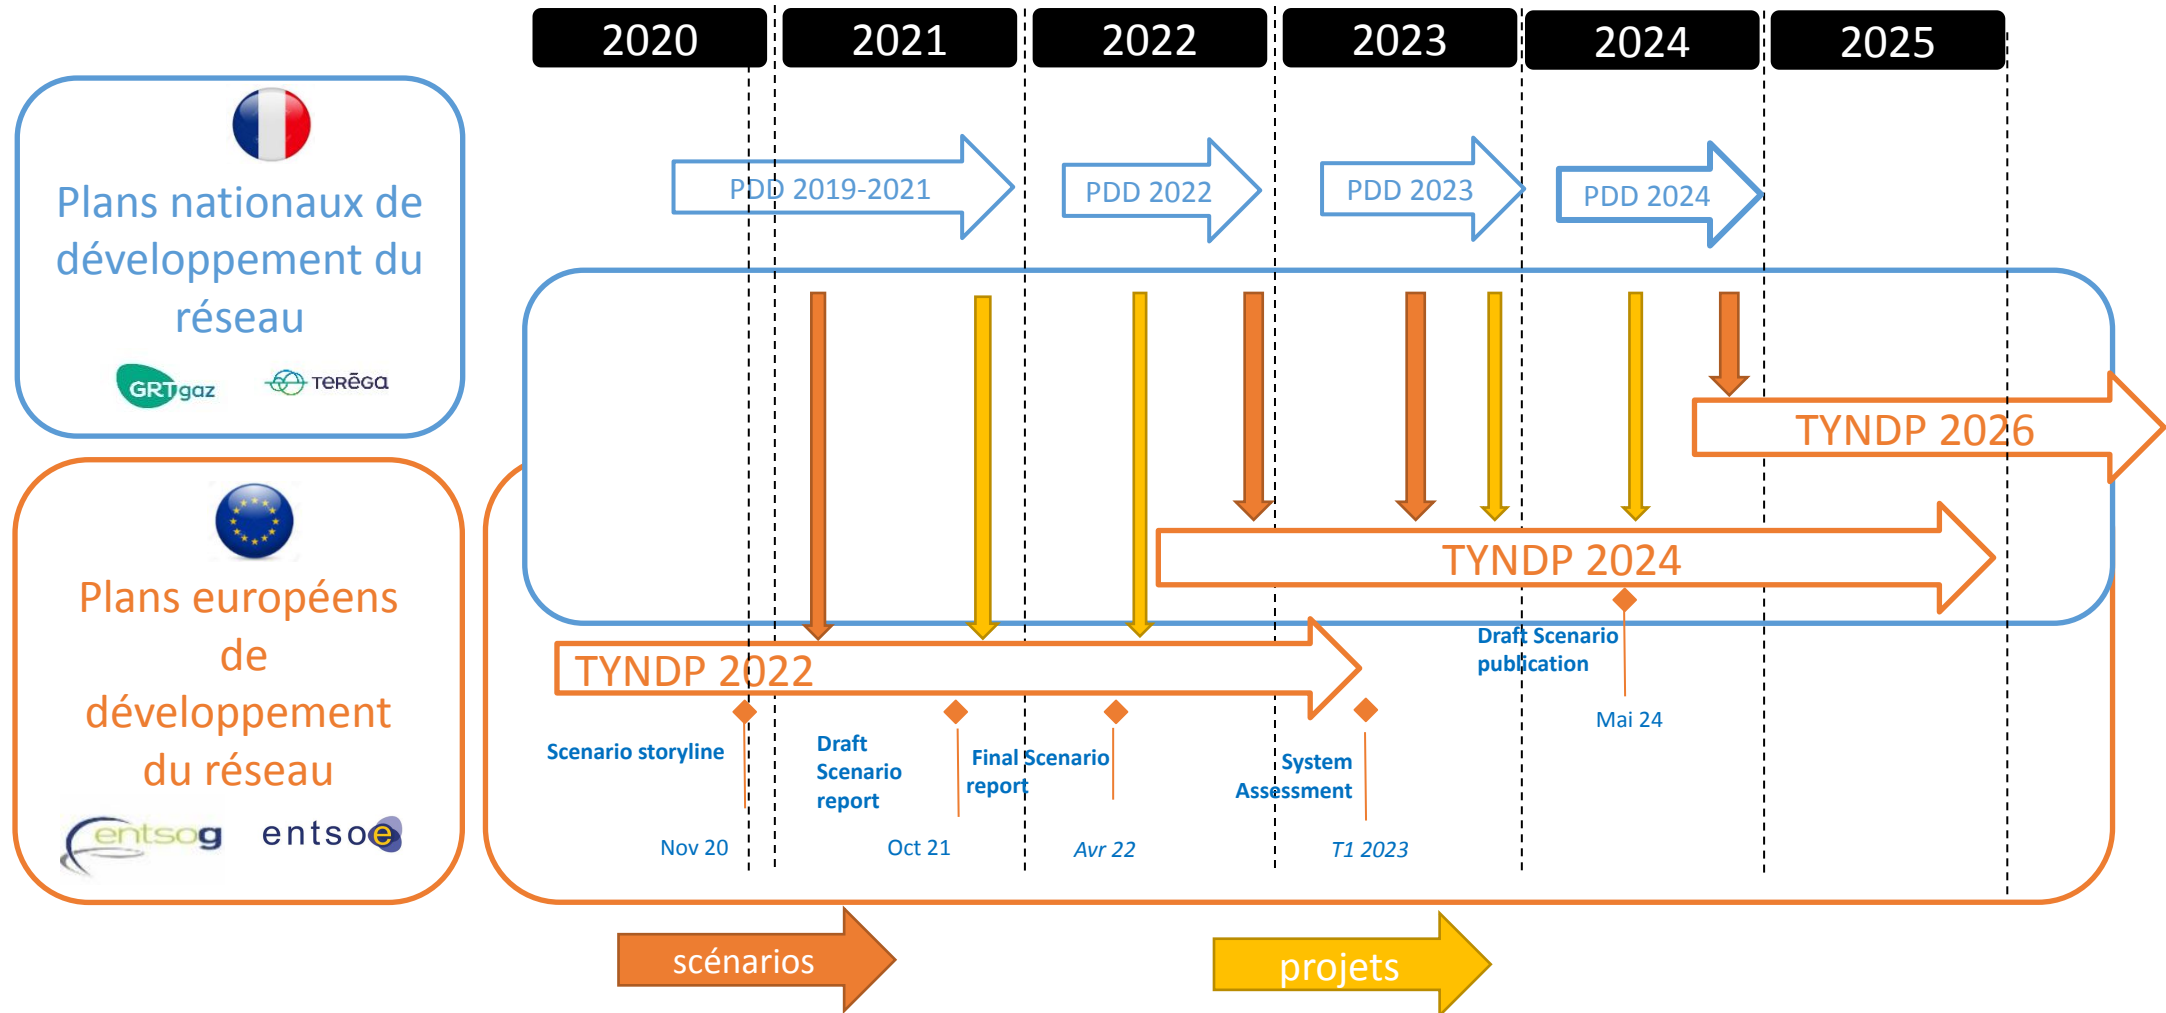 2020
2021
2022
2023
2024
2025
Plans nationaux de
développement du
réseau
GRTgaz
TERĒGA
PDD 2019-2021
PDD 2022
PDD 2023
PDD 2024
TYNDP 2026
TYNDP 2024
TYNDP 2022
Plans européens
de
développement
du réseau
entsog
entsoe
Draft Scenario
publication
Mai 24
Scenario storyline
Nov 20
Draft
Scenario
report
Oct 21
Final Scenario
report
Avr 22
System
Assessment
T1 2023
scénarios
projets